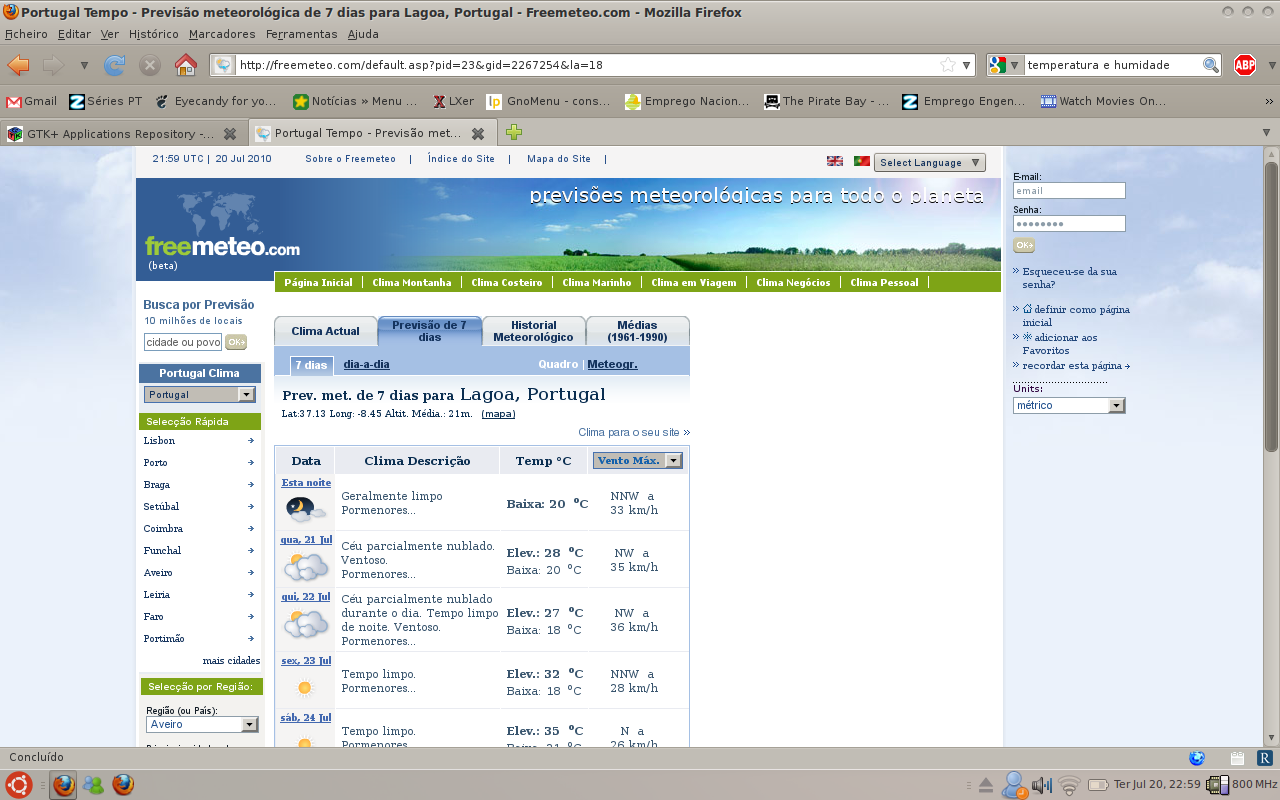 Portugal Tempo - Previsão meteorológica de 7 dias para Lagoa, Portugal - Freemeteo.com - Mozilla Firefox
Ficheiro Editar Ver Histórico Marcadores Ferramentas Ajuda
http://freemeteo.com/default.asp?pid=23&gid=2267254&la=18
temperatura e humidade
ABP
Gmail Séries PT Eyecandy for yo... Notícias » Menu ... LXer GnoMenu - cons... Emprego Nacion... The Pirate Bay - ... Emprego Engen... Watch Movies On... »
GTK+ Applications Repository -... Portugal Tempo - Previsão met...
21:59 UTC | 20 Jul 2010 Sobre o Freemeteo | Índice do Site | Mapa do Site |
Select Language
previsões meteorológicas para todo o planeta
freemeteo.com
(beta)
Página Inicial Clima Montanha Clima Costeiro Clima Marinho Clima em Viagem Clima Negócios Clima Pessoal
Busca por Previsão
10 milhões de locais
cidade ou povo OK
Portugal Clima
Portugal
Selecção Rápida
Lisbon
Porto
Braga
Setúbal
Coimbra
Funchal
Aveiro
Leiria
Faro
Portimão
mais cidades
Selecção por Região:
Região (ou País):
Aveiro
Clima Actual
Previsão de 7 dias
Historial Meteorológico
Médias (1961-1990)
7 dias dia-a-dia Quadro | Meteogr.
Prev. met. de 7 dias para Lagoa, Portugal
Lat:37.13 Long: -8.45 Altit. Média.: 21m. (mapa)
Clima para o seu site »
Data Clima Descrição Temp °C Vento Máx.
Esta noite
Geralmente limpo
Pormenores...
Baixa: 20 °C
NNW a
33 km/h
qua, 21 Jul
Céu parcialmente nublado.
Ventoso.
Pormenores...
Elev.: 28 °C
Baixa: 20 °C
NW a
35 km/h
qui, 22 Jul
Céu parcialmente nublado
durante o dia. Tempo limpo
de noite. Ventoso.
Pormenores...
Elev.: 27 °C
Baixa: 18 °C
NW a
36 km/h
sex, 23 Jul
Tempo limpo.
Pormenores...
Elev.: 32 °C
Baixa: 18 °C
NNW a
28 km/h
sáb, 24 Jul
Tempo limpo.
Pormenores...
Elev.: 35 °C
Baixa: 21 °C
N a
26 km/h
E-mail:
email
Senha:
OK
» Esqueceu-se da sua
senha?
» definir como página
inicial
» adicionar aos
Favoritos
» recordar esta página
Units:
métrico
Concluído
R
Ter Jul 20, 22:59 800 MHz